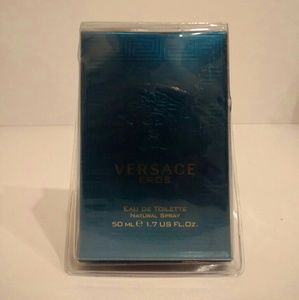 VERSACE
EROS
EAU DE TOILETTE
NATURAL SPRAY
50 ML ℮ 1.7 US FL.OZ.